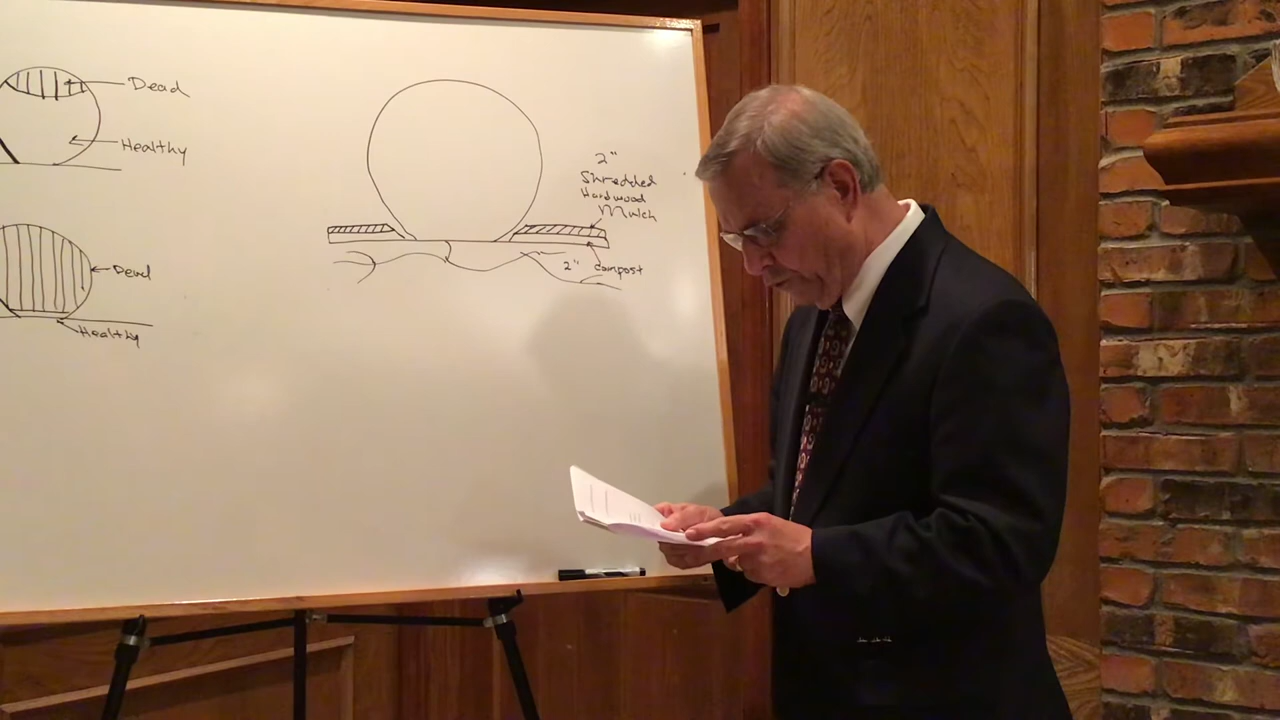 Dead
Healthy
Dead
Healthy
2"
Shredded
Hardwood
Mulch
2" compost